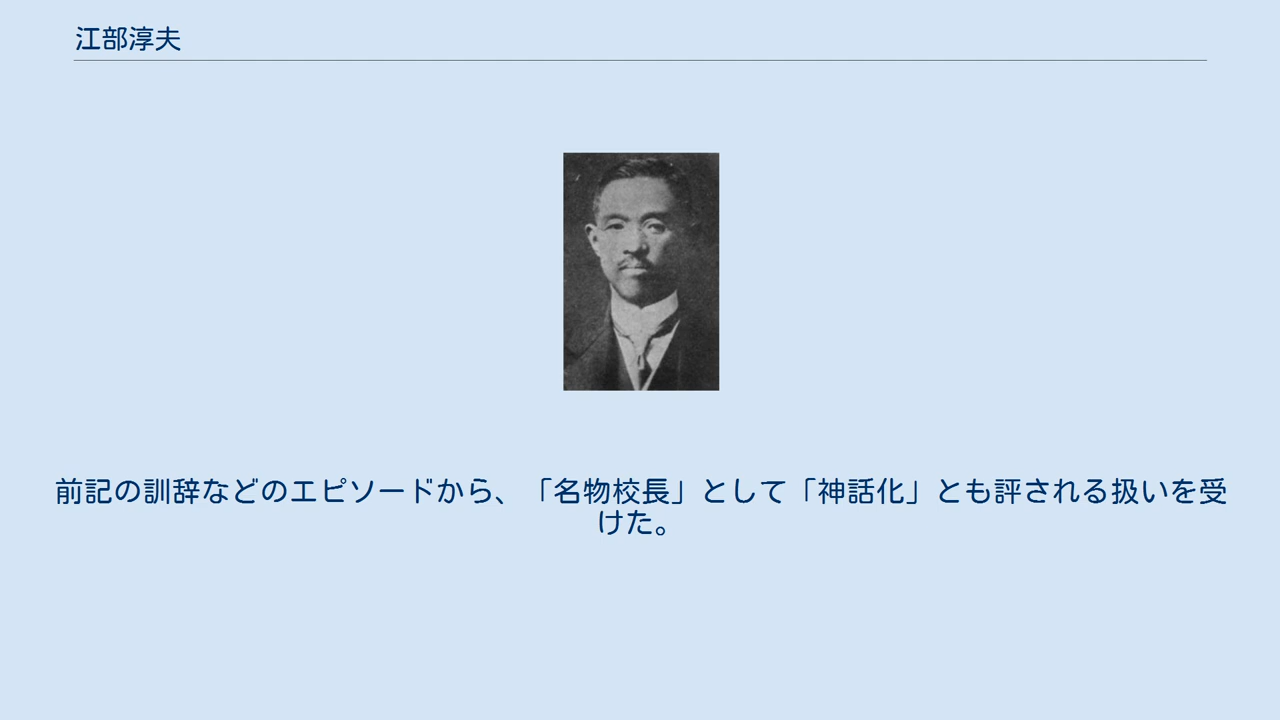 江部淳夫
前記の訓辞などのエピソードから、「名物校長」として「神話化」とも評される扱いを受
けた。